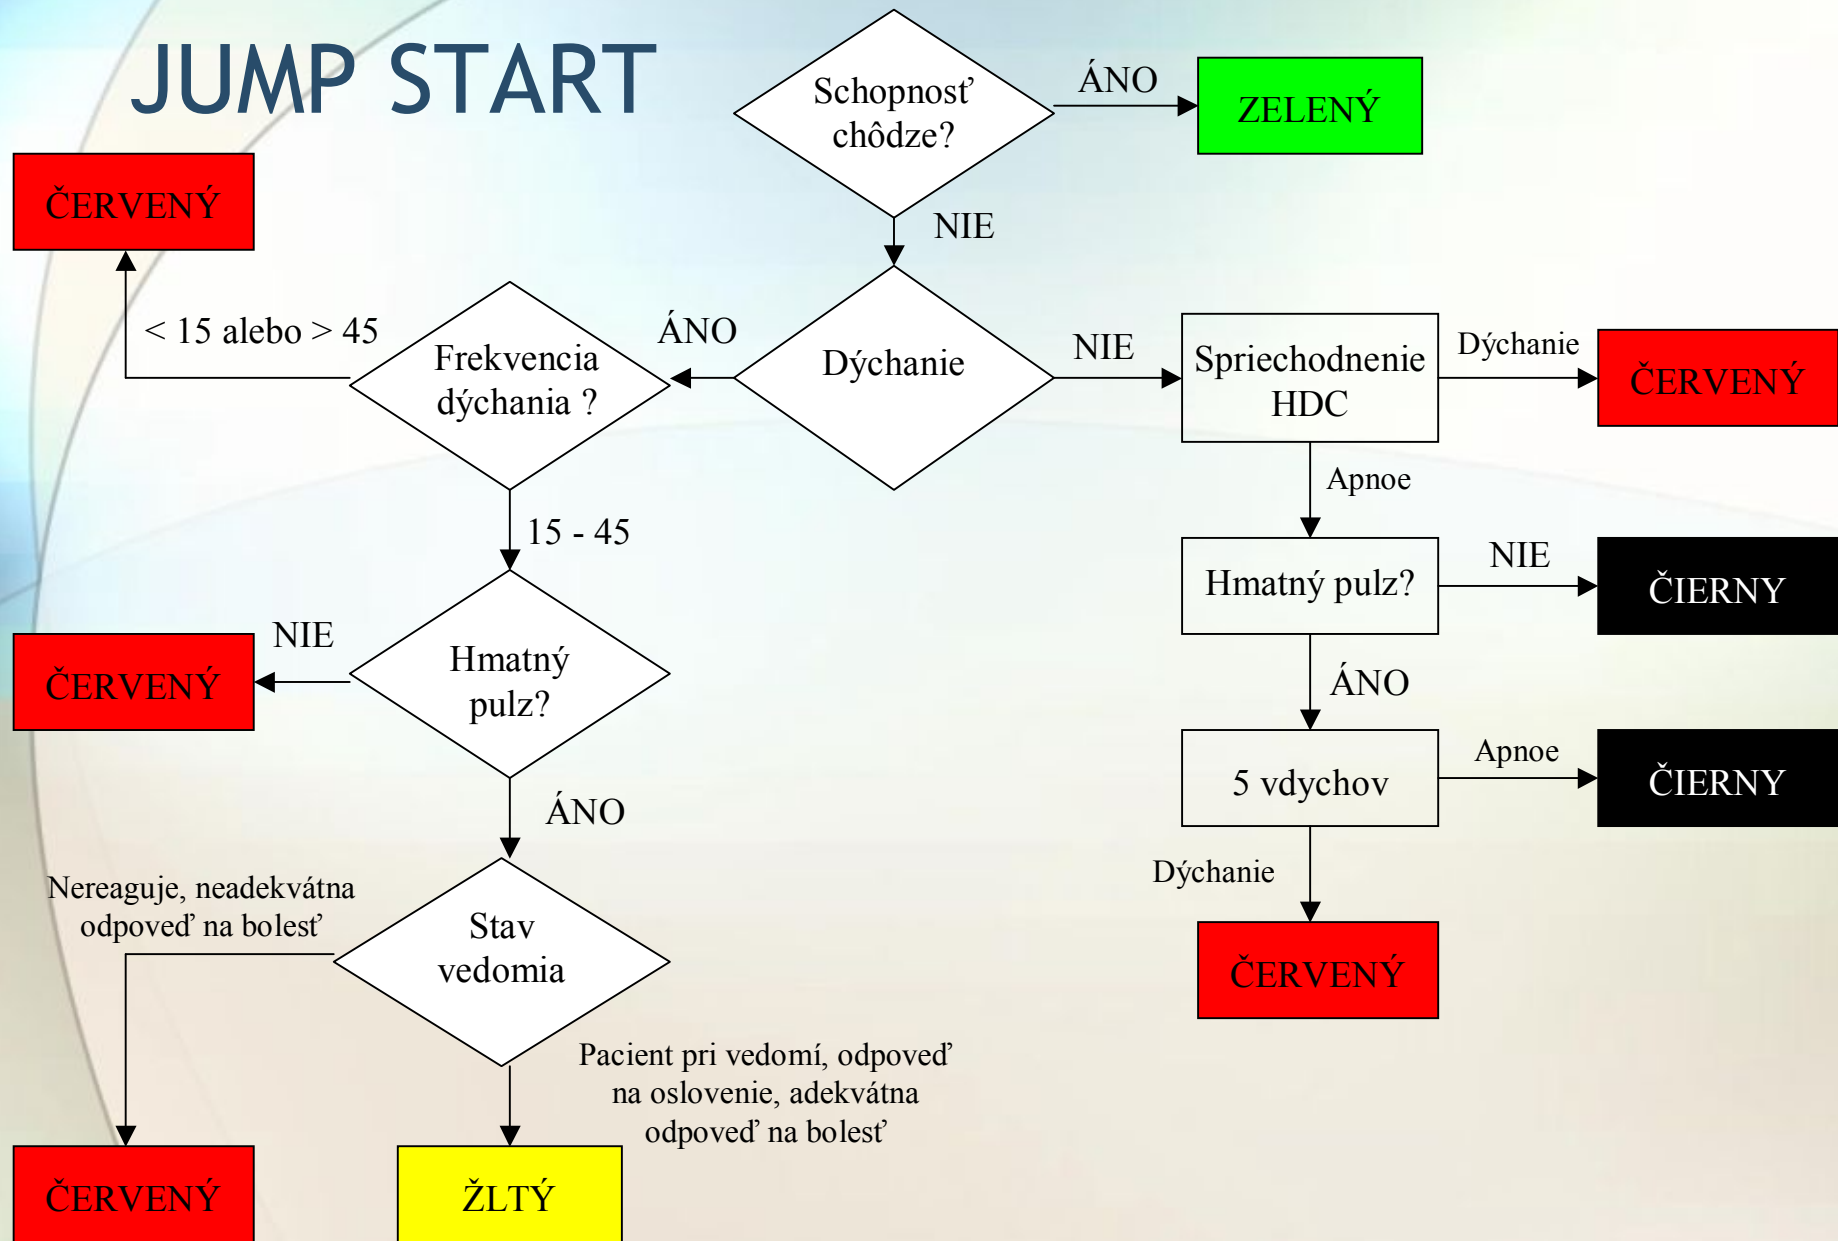 JUMP START
Schopnosť
chôdze?
ÁNO
ZELENÝ
NIE
ČERVENÝ
< 15 alebo > 45
Frekvencia
dýchania ?
ÁNO
Dýchanie
NIE
Spriechodnenie
HDC
Dýchanie
ČERVENÝ
Apnoe
15 - 45
Hmatný pulz?
NIE
ČIERNY
ČERVENÝ
NIE
Hmatný
pulz?
ÁNO
5 vdychov
Apnoe
ČIERNY
ÁNO
Dýchanie
ČERVENÝ
Nereaguje, neadekvátna
odpoveď na bolesť
Stav
vedomia
Pacient pri vedomí, odpoveď
na oslovenie, adekvátna
odpoveď na bolesť
ČERVENÝ
ŽLTÝ